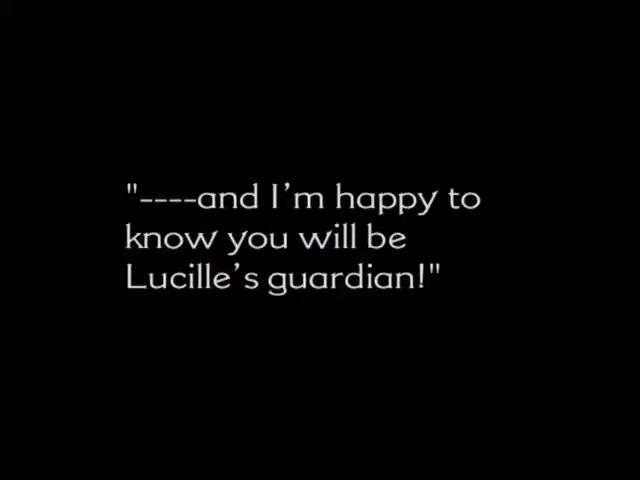 "----and I’m happy to
know you will be
Lucille’s guardian!"